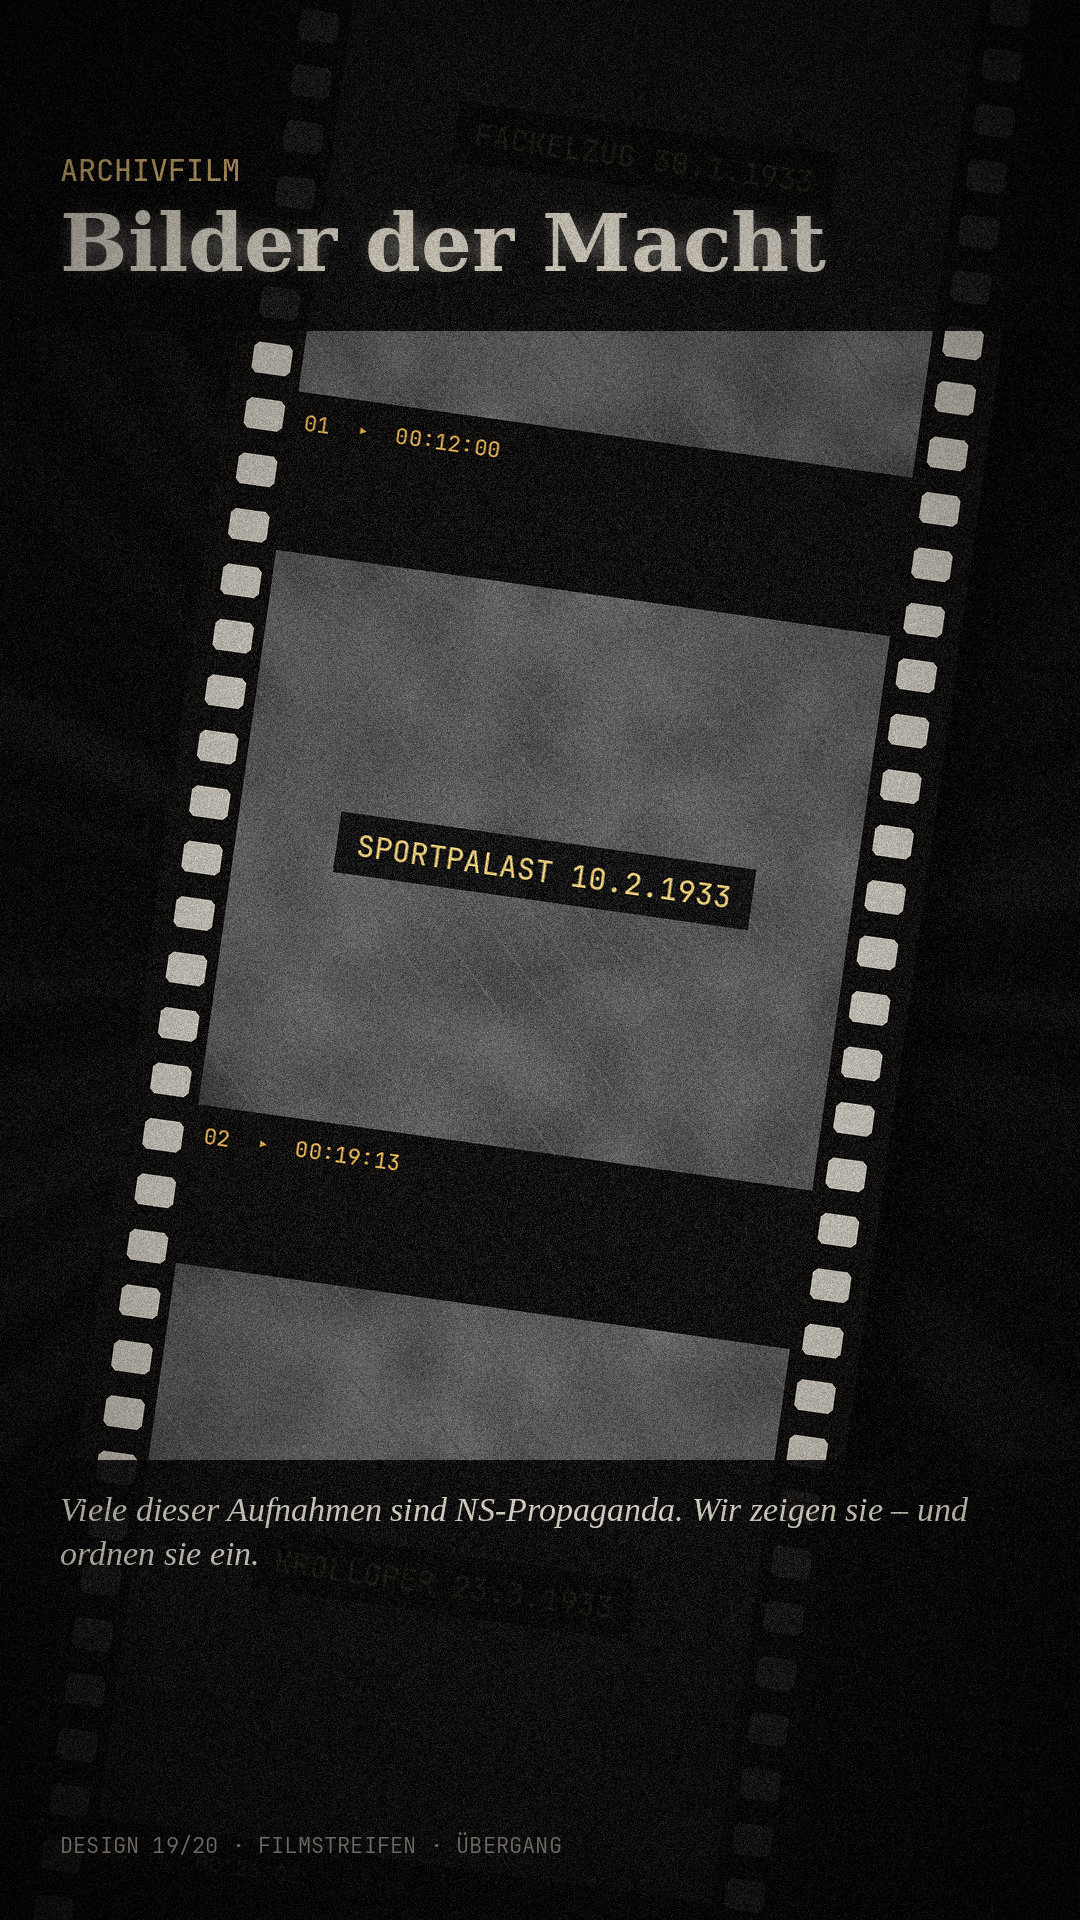 FACKELZUG 30.1.1933
ARCHIVFILM
Bilder der Macht
01 ▸ 00:12:00
SPORTPALAST 10.2.1933
02 ▸ 00:19:13
Viele dieser Aufnahmen sind NS-Propaganda. Wir zeigen sie – und
ordnen sie ein.
KROLLOPER 23.3.1933
DESIGN 19/20 · FILMSTREIFEN · ÜBERGANG